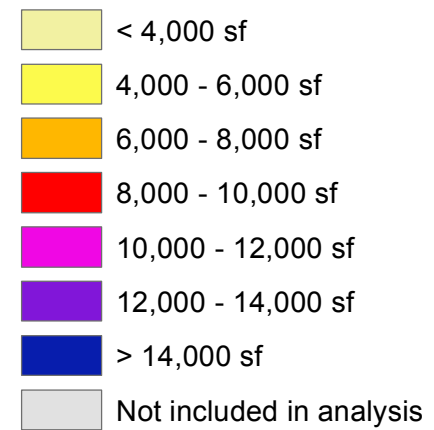 < 4,000 sf
4,000 - 6,000 sf
6,000 - 8,000 sf
8,000 - 10,000 sf
10,000 - 12,000 sf
12,000 - 14,000 sf
> 14,000 sf
Not included in analysis